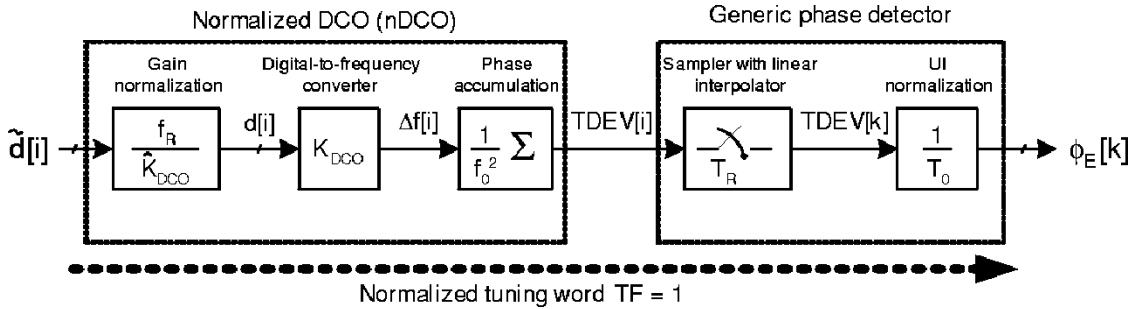 Normalized DCO (nDCO)
Generic phase detector
Gain
normalization
Digital-to-frequency
converter
Phase
accumulation
Sampler with linear
interpolator
UI
normalization
d̃[i]
f_R
K̂_DCO
d[i]
K_DCO
Δf[i]
1
f_0^2
Σ
TDEV[i]
T_R
TDEV[k]
1
T_0
ϕ_E[k]
Normalized tuning word TF = 1